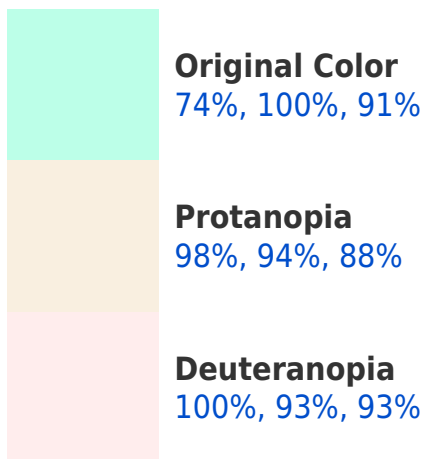 Original Color
74%, 100%, 91%
Protanopia
98%, 94%, 88%
Deuteranopia
100%, 93%, 93%